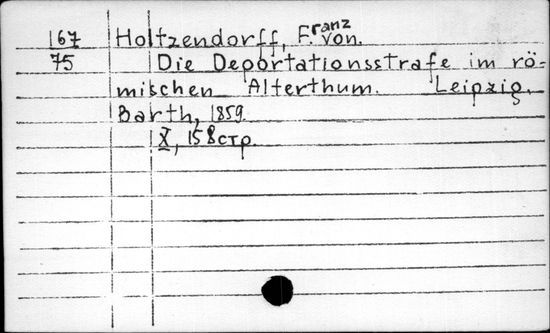 167 Holtzendorff, Franz von.
75 Die Deportationsstrafe im rö-
mischen Alterthum. Leipzig,
Barth, 1859
X, 158 стр.